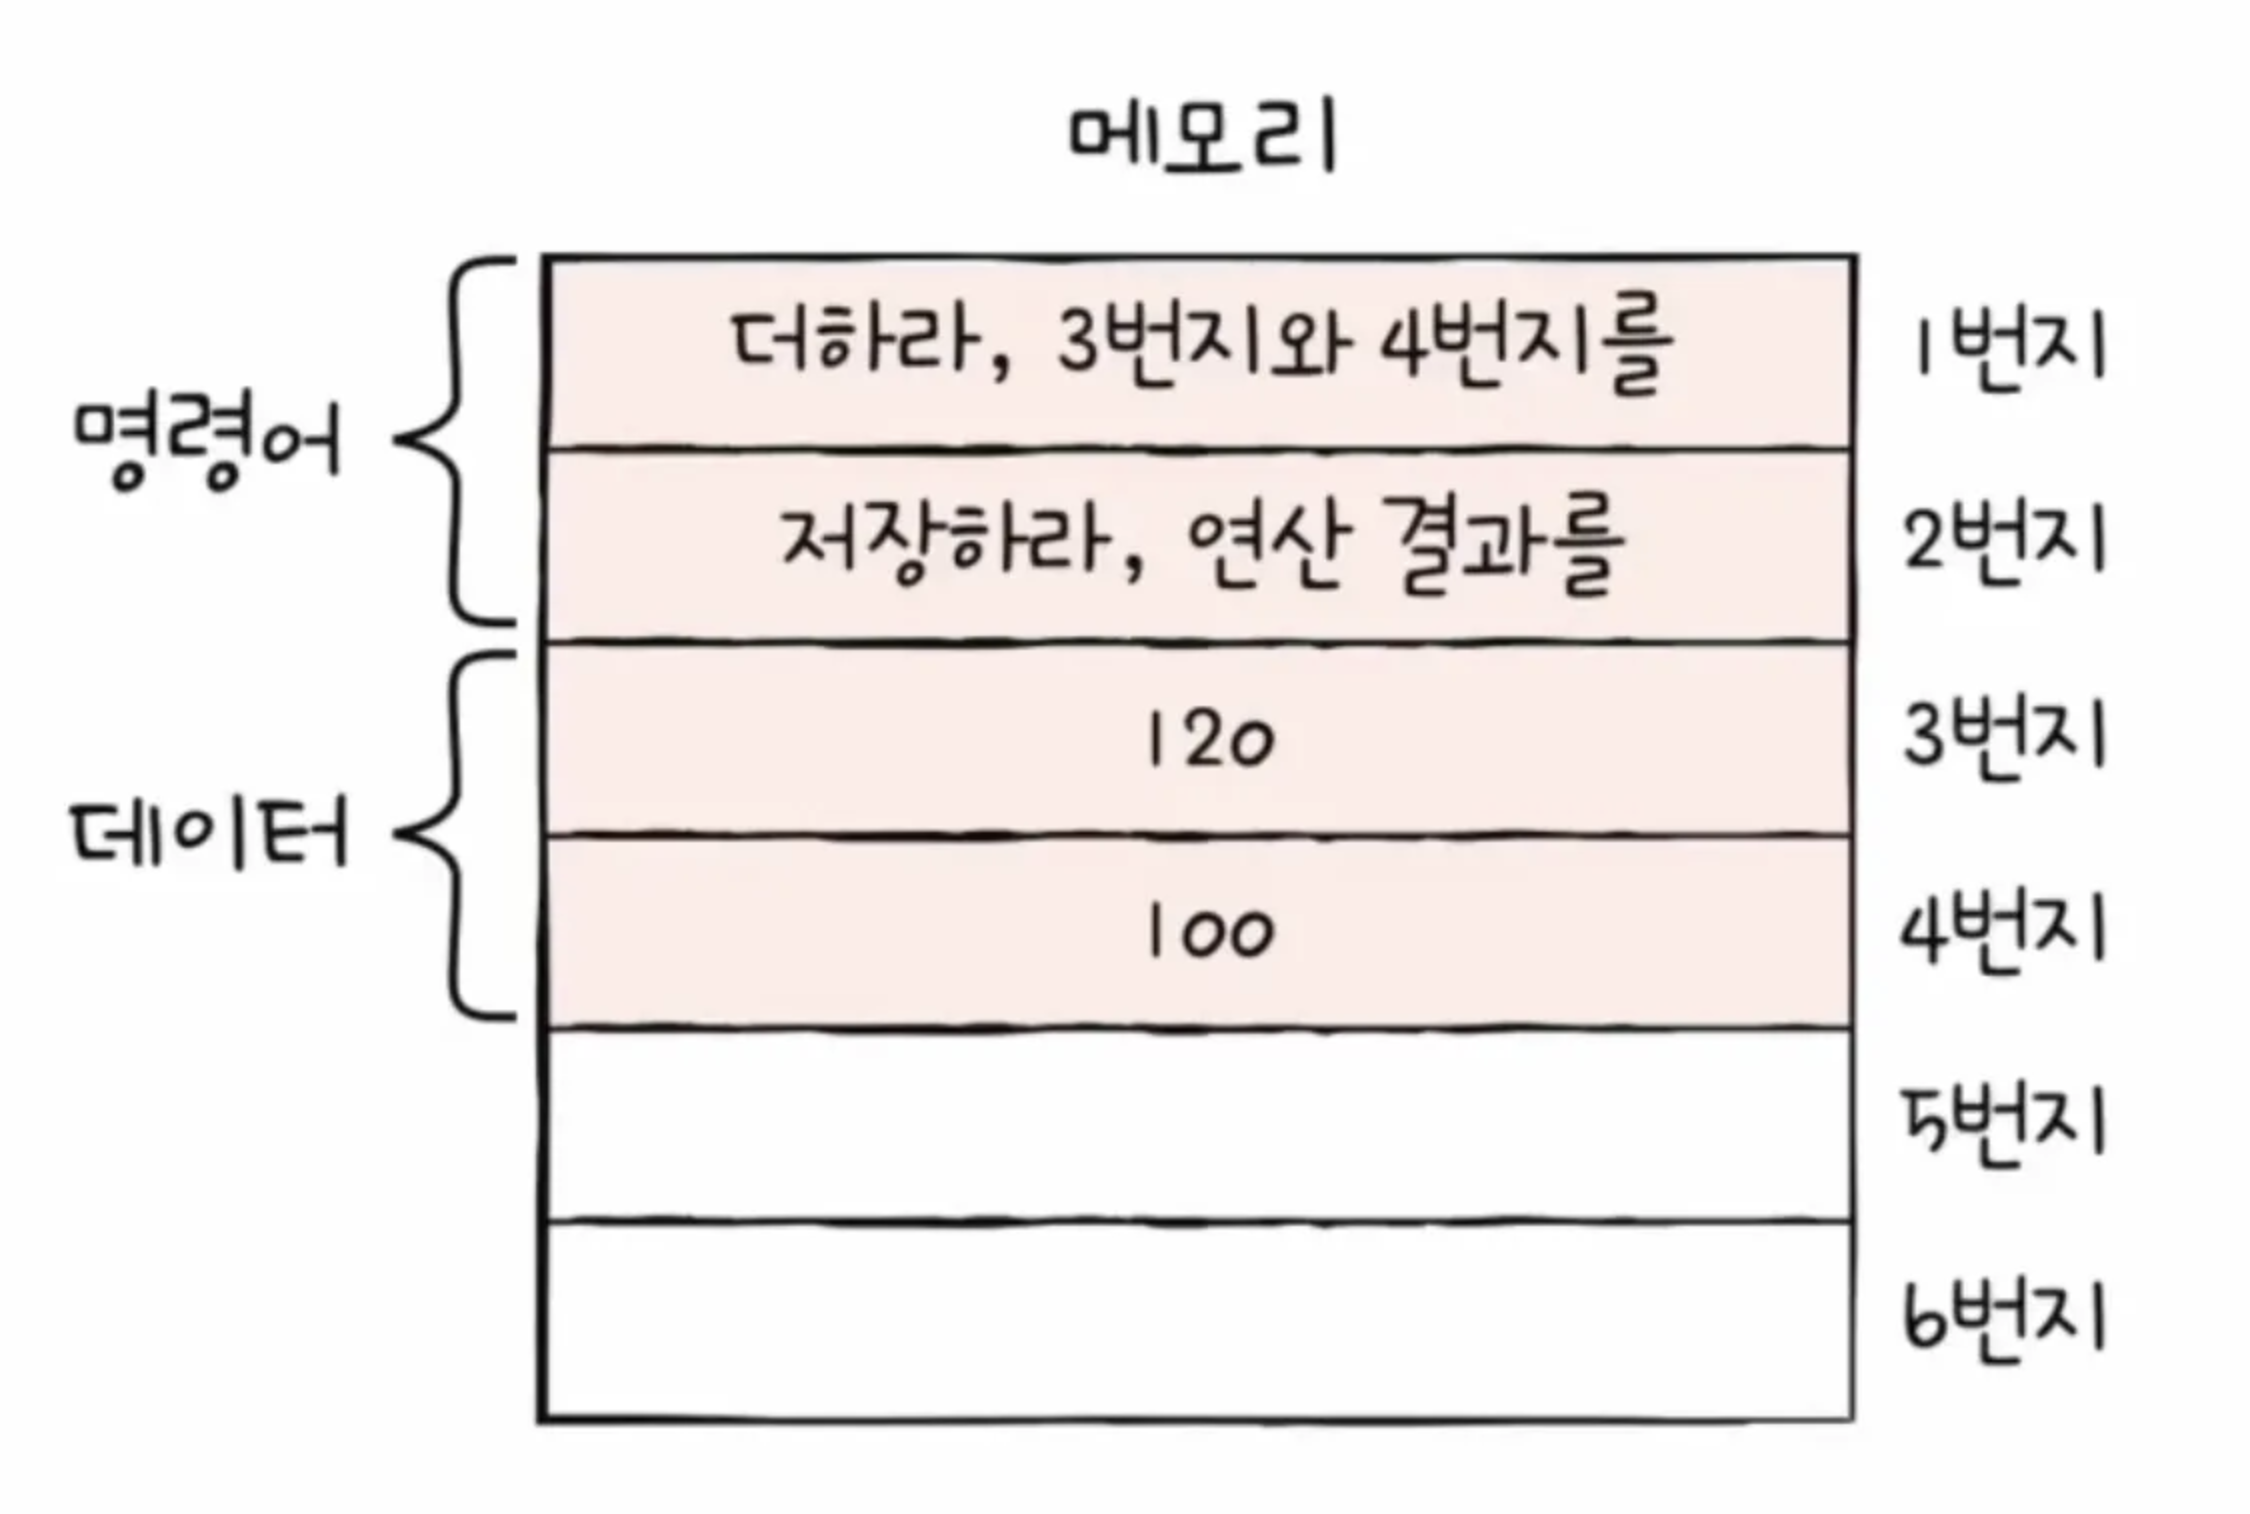 메모리
더하라, 3번지와 4번지를
1번지
명령어
저장하라, 연산 결과를
2번지
120
3번지
데이터
100
4번지
5번지
6번지